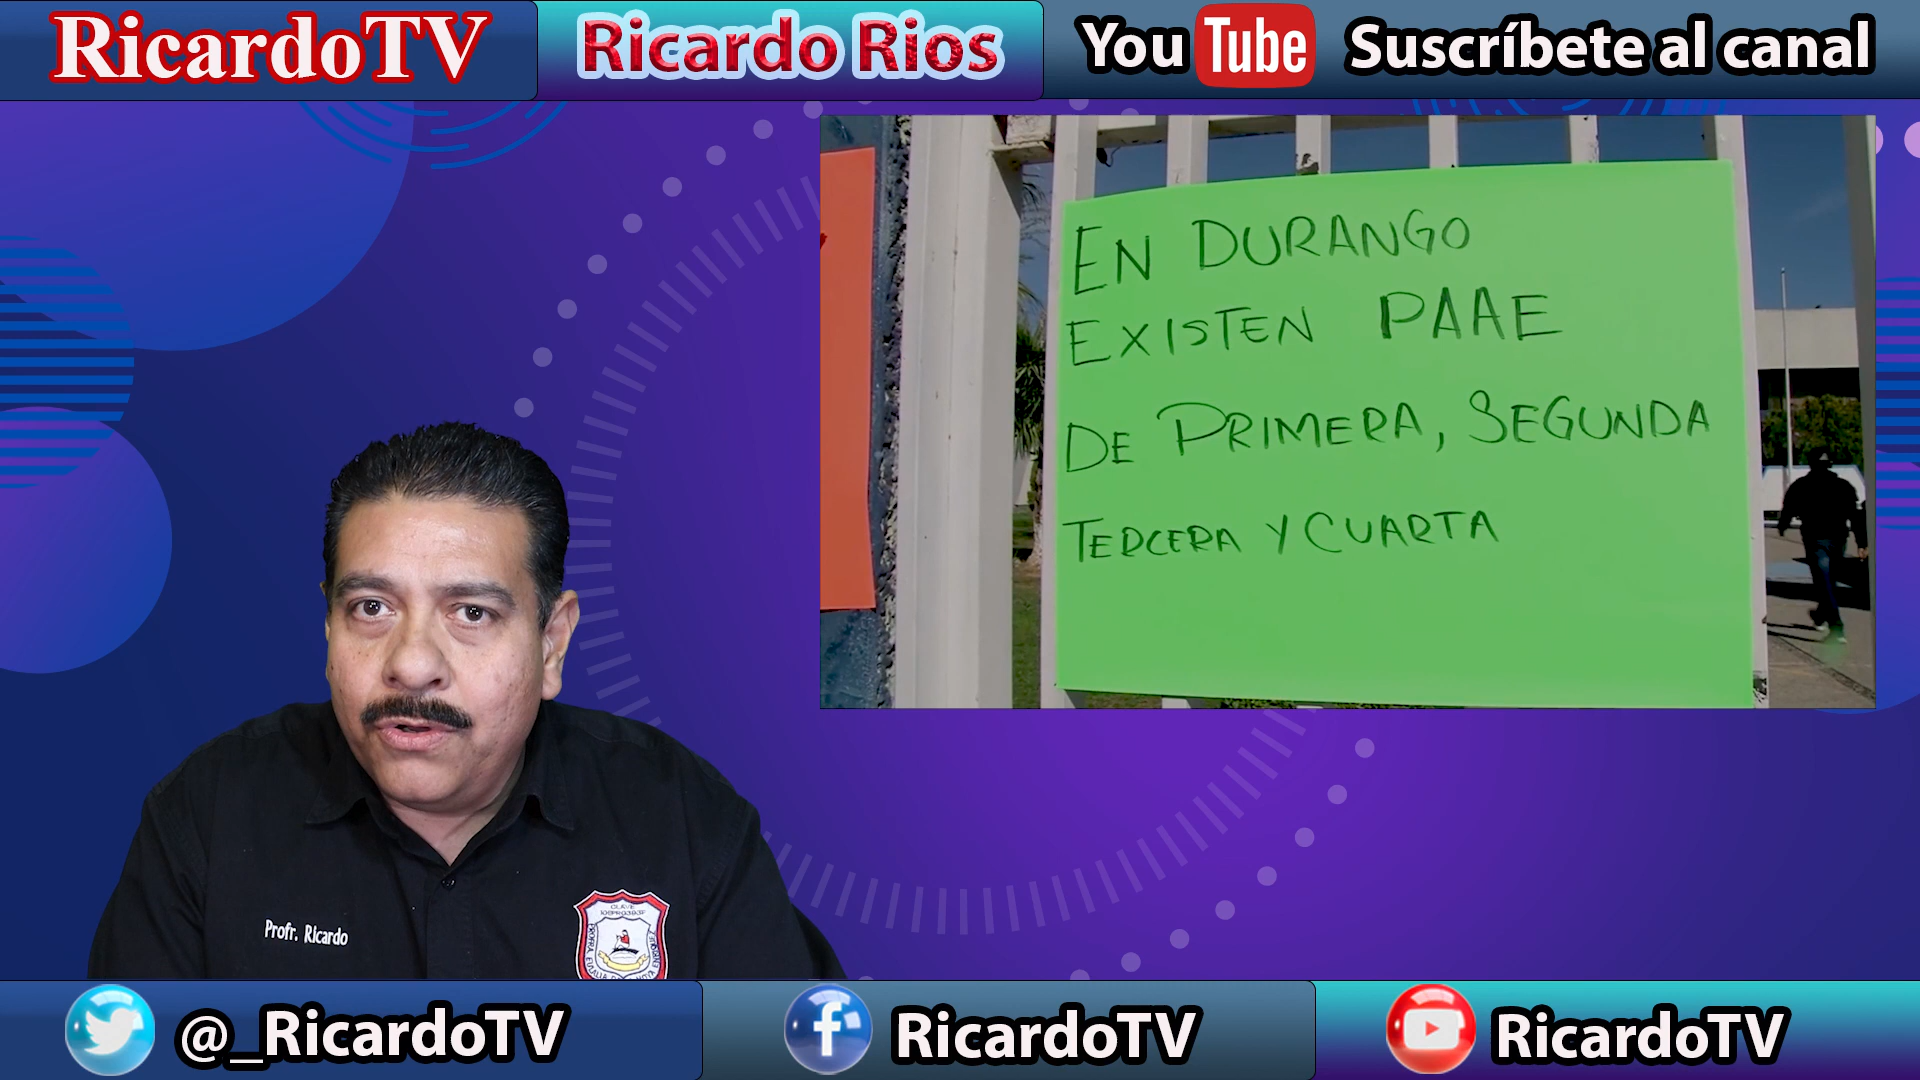 RicardoTV
Ricardo Rios
YouTube Suscríbete al canal
EN DURANGO
EXISTEN PAAE
DE PRIMERA, SEGUNDA
TERCERA Y CUARTA
Profr. Ricardo
CLAVE
@_RicardoTV
RicardoTV
RicardoTV